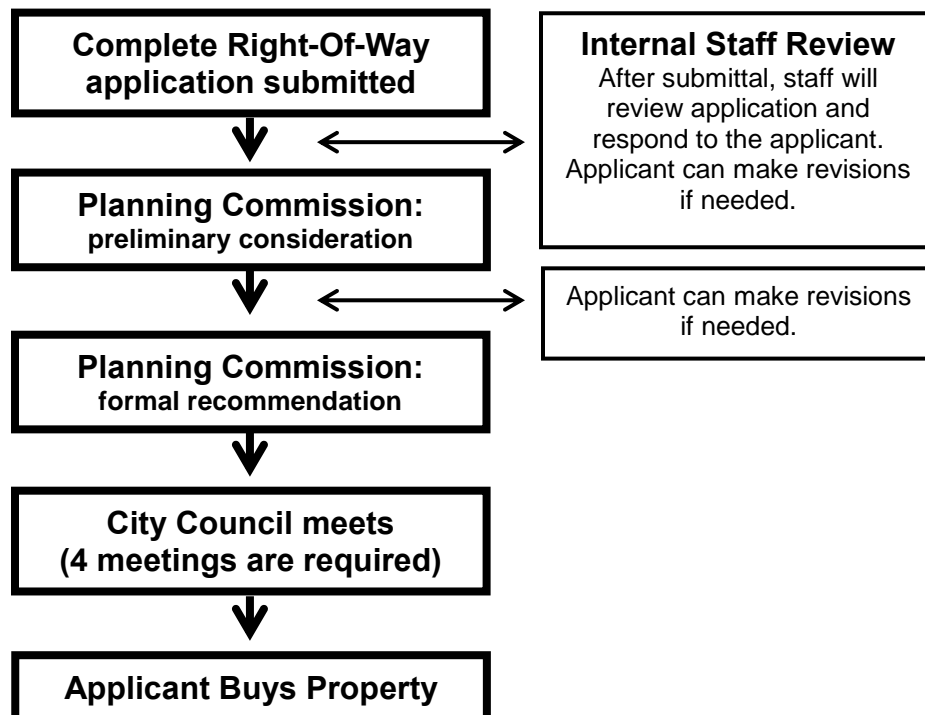 Complete Right-Of-Way
application submitted
Internal Staff Review
After submittal, staff will
review application and
respond to the applicant.
Applicant can make revisions
if needed.
Planning Commission:
preliminary consideration
Applicant can make revisions
if needed.
Planning Commission:
formal recommendation
City Council meets
(4 meetings are required)
Applicant Buys Property